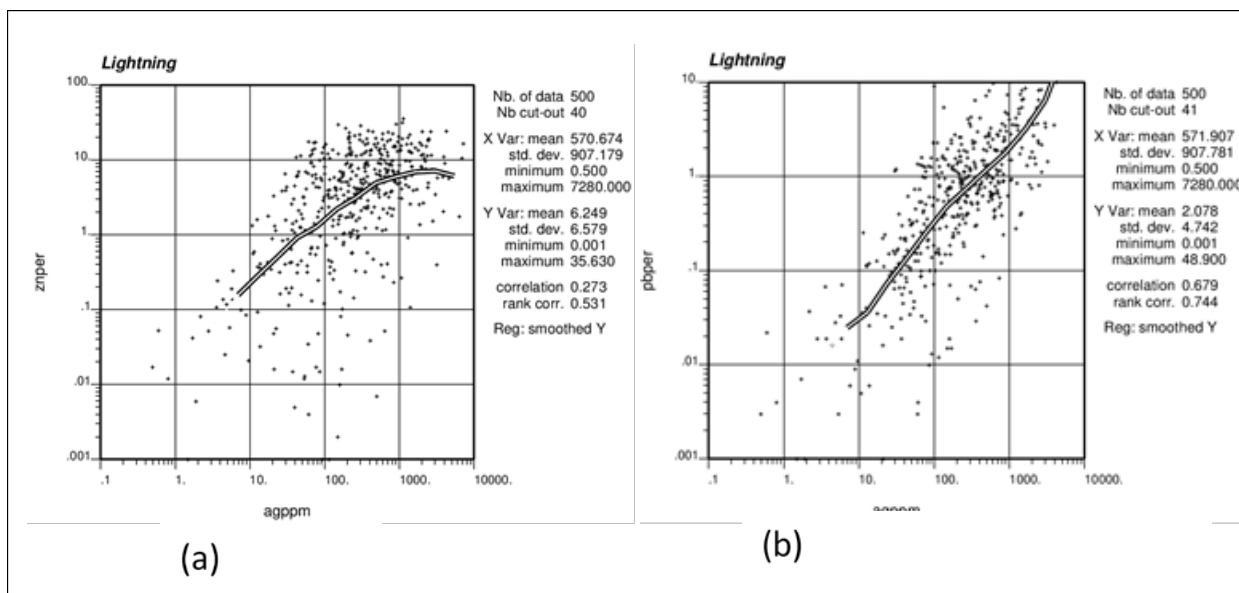 Lightning
100.
10.
1.
.1
.01
.001
znper
.1
1.
10.
100.
1000.
10000.
agppm
Nb. of data 500
Nb cut-out 40
X Var: mean 570.674
std. dev. 907.179
minimum 0.500
maximum 7280.000
Y Var: mean 6.249
std. dev. 6.579
minimum 0.001
maximum 35.630
correlation 0.273
rank corr. 0.531
Reg: smoothed Y
(a)
Lightning
10.
1.
.1
.01
.001
pbper
.1
1.
10.
100.
1000.
10000.
agppm
Nb. of data 500
Nb cut-out 41
X Var: mean 571.907
std. dev. 907.781
minimum 0.500
maximum 7280.000
Y Var: mean 2.078
std. dev. 4.742
minimum 0.001
maximum 48.900
correlation 0.679
rank corr. 0.744
Reg: smoothed Y
(b)